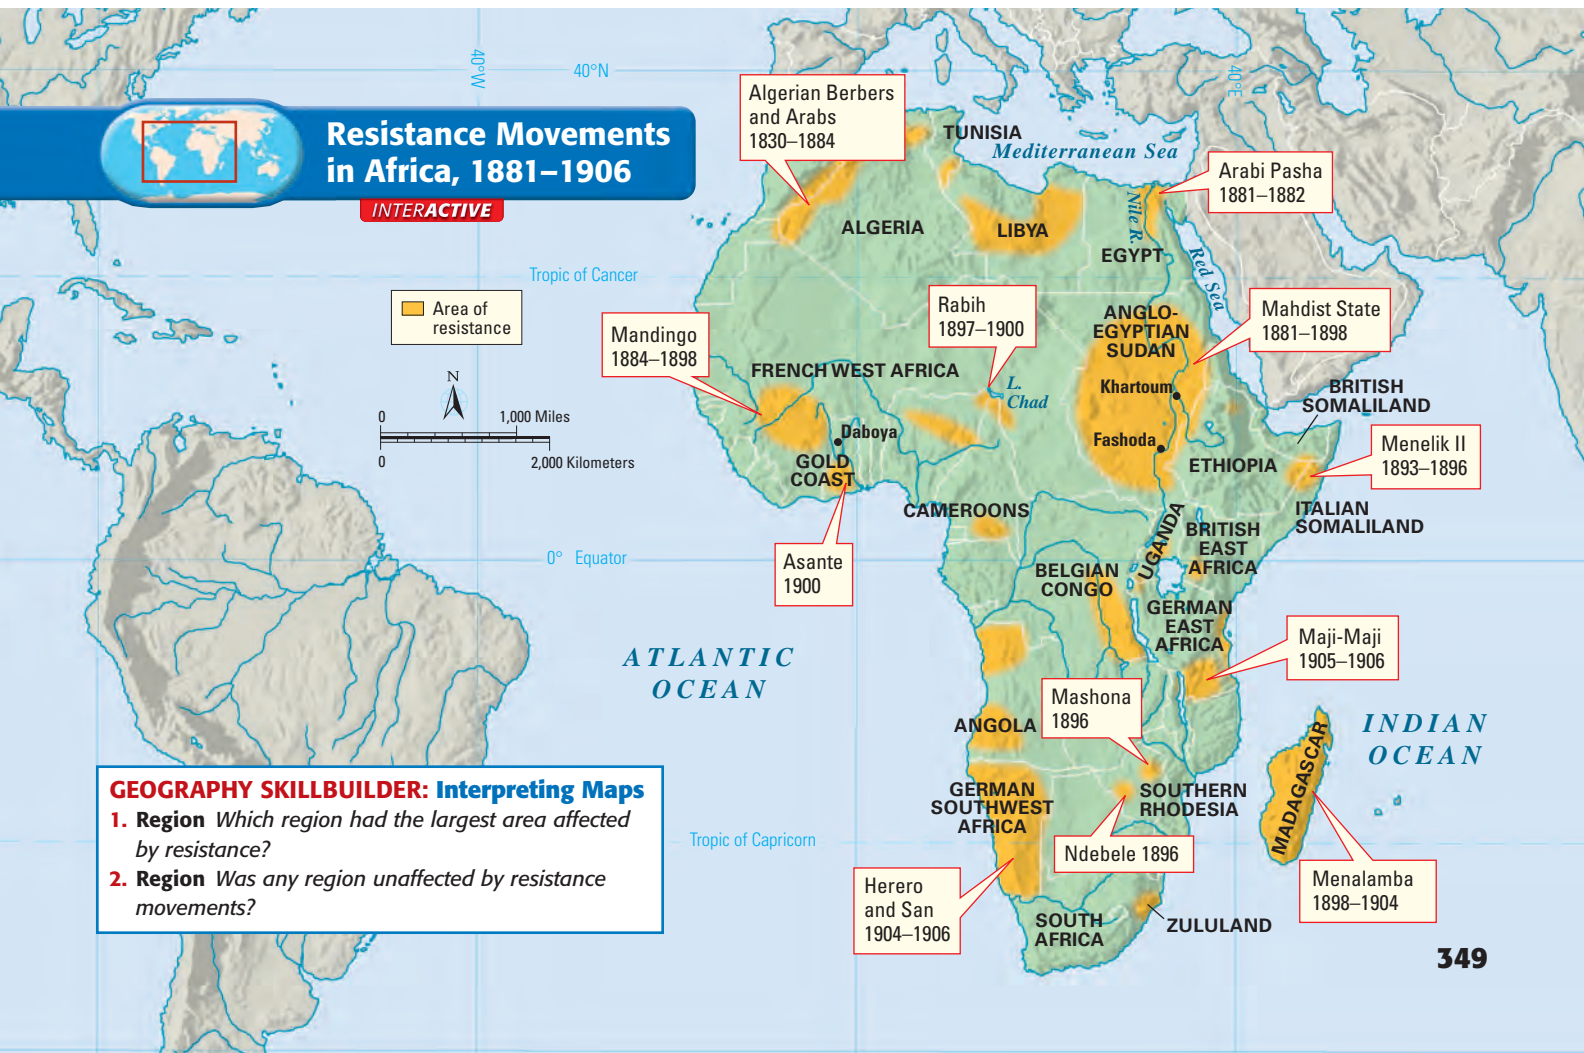 40°W
40°N
40°E
Resistance Movements
in Africa, 1881–1906
INTERACTIVE
Algerian Berbers
and Arabs
1830–1884
TUNISIA
Mediterranean Sea
Arabi Pasha
1881–1882
ALGERIA
LIBYA
Nile R.
EGYPT
Red Sea
Tropic of Cancer
Area of
resistance
Rabih
1897–1900
ANGLO-
EGYPTIAN
SUDAN
Mahdist State
1881–1898
Mandingo
1884–1898
FRENCH WEST AFRICA
L.
Chad
Khartoum
BRITISH
SOMALILAND
N
0 1,000 Miles
0 2,000 Kilometers
Daboya
Fashoda
GOLD
COAST
ETHIOPIA
Menelik II
1893–1896
CAMEROONS
ITALIAN
SOMALILAND
UGANDA
BRITISH
EAST
AFRICA
0° Equator
Asante
1900
BELGIAN
CONGO
GERMAN
EAST
AFRICA
Maji-Maji
1905–1906
ATLANTIC
OCEAN
Mashona
1896
ANGOLA
INDIAN
OCEAN
MADAGASCAR
GERMAN
SOUTHWEST
AFRICA
SOUTHERN
RHODESIA
Tropic of Capricorn
Ndebele 1896
Herero
and San
1904–1906
Menalamba
1898–1904
SOUTH
AFRICA
ZULULAND
GEOGRAPHY SKILLBUILDER: Interpreting Maps
1. Region Which region had the largest area affected
by resistance?
2. Region Was any region unaffected by resistance
movements?
349